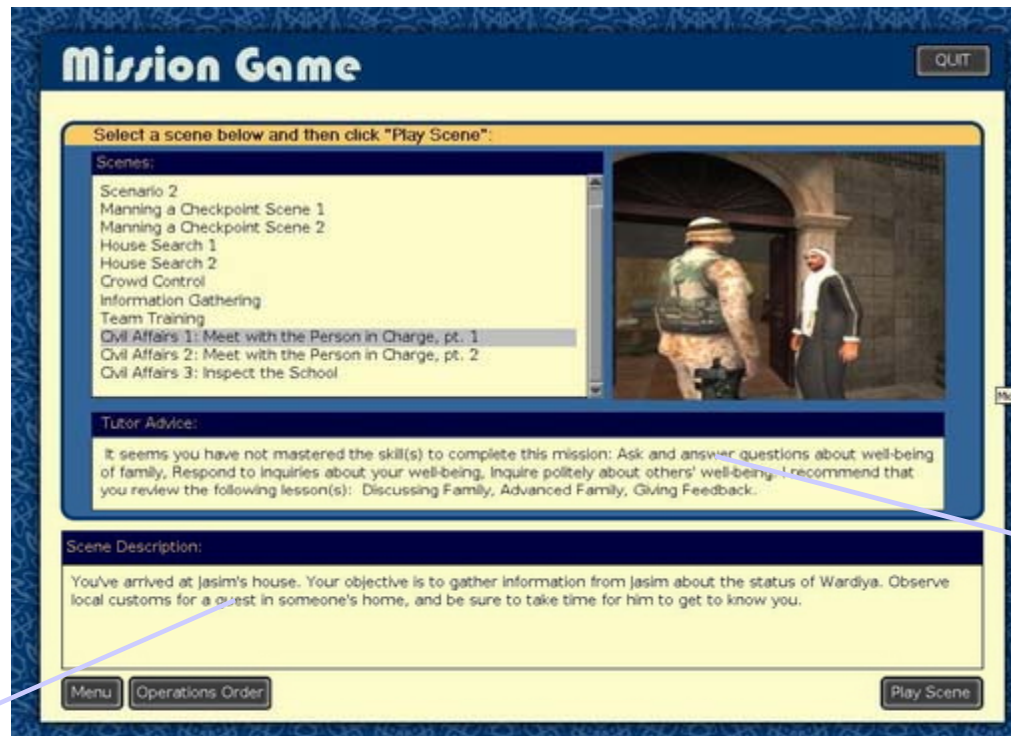 Mission Game
QUIT
Select a scene below and then click "Play Scene":
Scenes:
Scenario 2
Manning a Checkpoint Scene 1
Manning a Checkpoint Scene 2
House Search 1
House Search 2
Crowd Control
Information Gathering
Team Training
Civil Affairs 1: Meet with the Person in Charge, pt. 1
Civil Affairs 2: Meet with the Person in Charge, pt. 2
Civil Affairs 3: Inspect the School
Tutor Advice:
It seems you have not mastered the skill(s) to complete this mission: Ask and answer questions about well-being
of family, Respond to inquiries about your well-being, Inquire politely about others' well-being. I recommend that
you review the following lesson(s): Discussing Family, Advanced Family, Giving Feedback.
Scene Description:
You've arrived at Jasim's house. Your objective is to gather information from Jasim about the status of Wardiya. Observe
local customs for a guest in someone's home, and be sure to take time for him to get to know you.
Menu
Operations Order
Play Scene